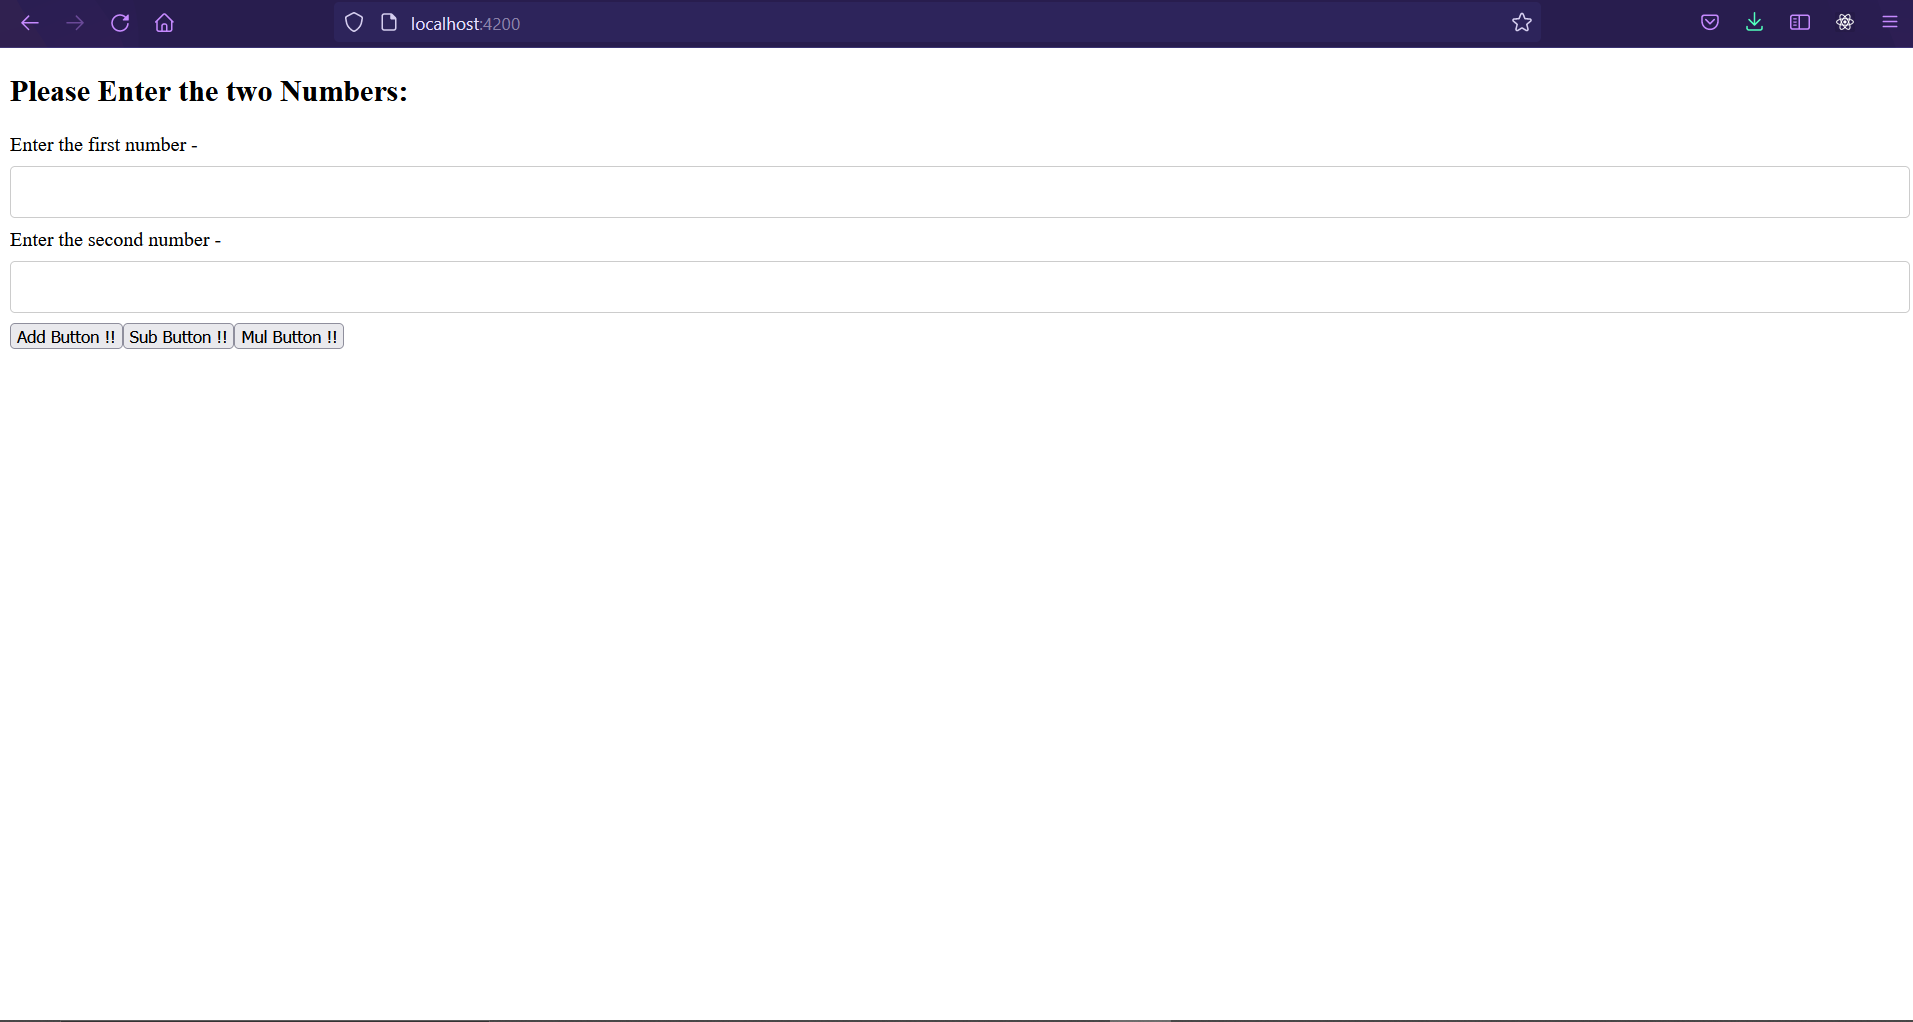 localhost:4200
Please Enter the two Numbers:
Enter the first number -
Enter the second number -
Add Button !! Sub Button !! Mul Button !!